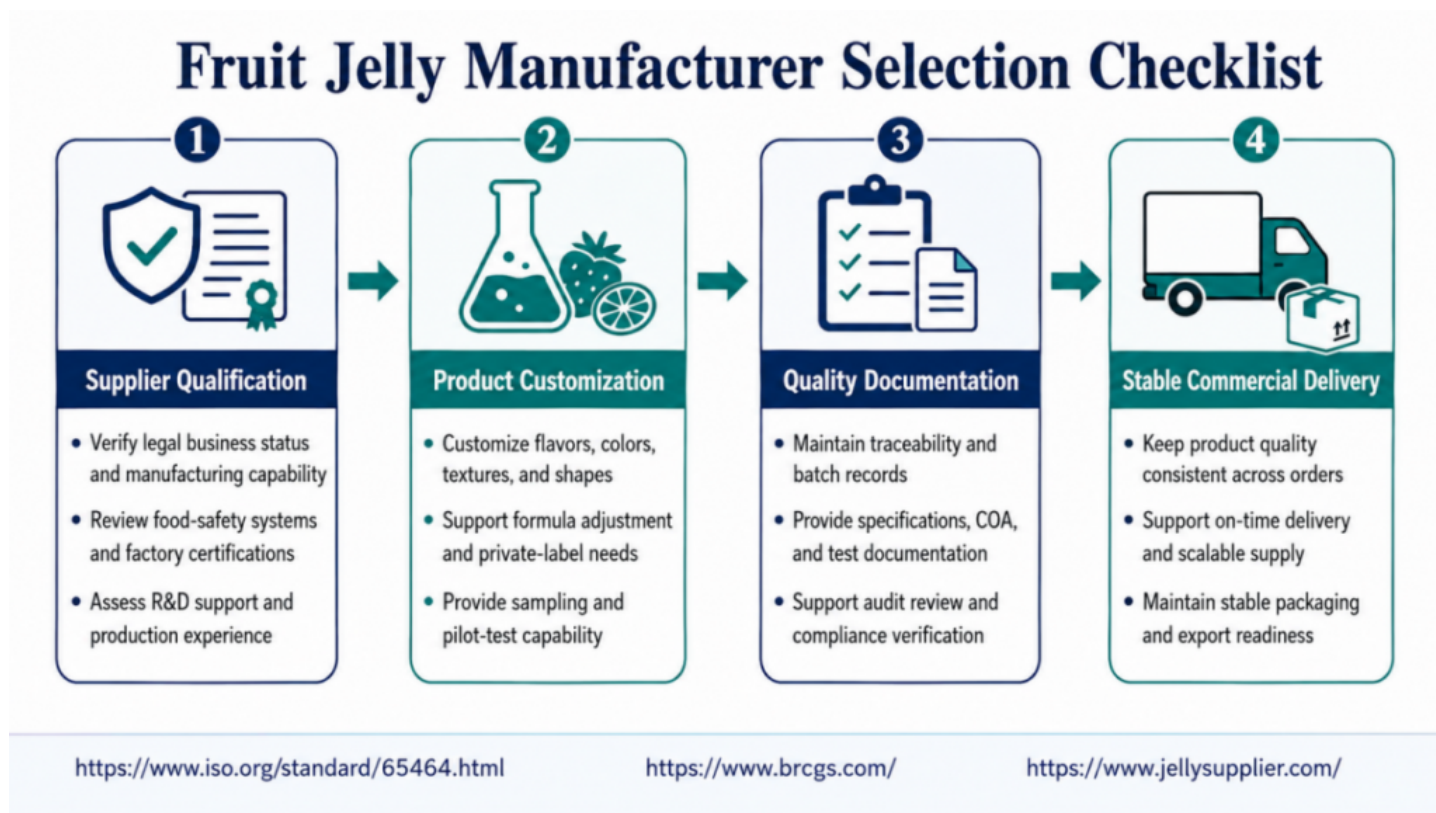 Fruit Jelly Manufacturer Selection Checklist
1
Supplier Qualification
• Verify legal business status
and manufacturing capability
• Review food-safety systems
and factory certifications
• Assess R&D support and
production experience
2
Product Customization
• Customize flavors, colors,
textures, and shapes
• Support formula adjustment
and private-label needs
• Provide sampling and
pilot-test capability
3
Quality Documentation
• Maintain traceability and
batch records
• Provide specifications, COA,
and test documentation
• Support audit review and
compliance verification
4
Stable Commercial Delivery
• Keep product quality
consistent across orders
• Support on-time delivery
and scalable supply
• Maintain stable packaging
and export readiness
https://www.iso.org/standard/65464.html
https://www.brcgs.com/
https://www.jellysupplier.com/